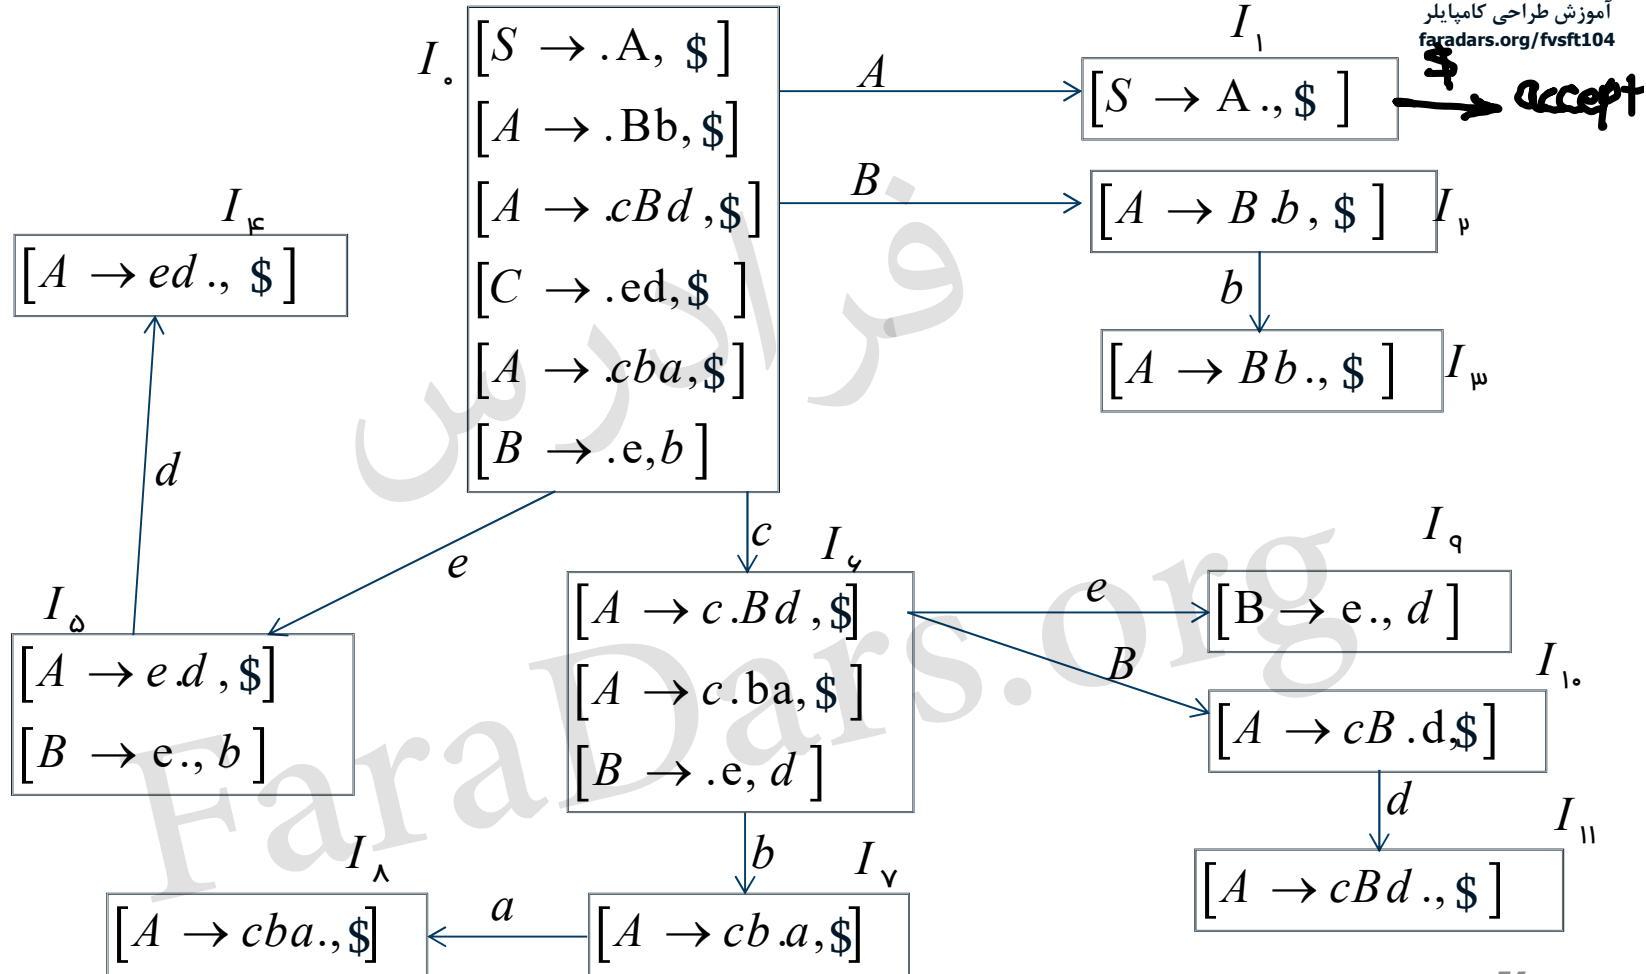 آموزش طراحی کامپایلر
faradars.org/fvsft104
I۰
[S → .A, $]
[A → .Bb, $]
[A → .cBd, $]
[C → .ed, $]
[A → .cba, $]
[B → .e, b]
A
I۱
[S → A., $]
$
accept
B
[A → B.b, $] I۲
b
[A → Bb., $] I۳
I۴
[A → ed., $]
d
e
c
I۵
[A → e.d, $]
[B → e., b]
I۶
[A → c.Bd, $]
[A → c.ba, $]
[B → .e, d]
e
I۹
[B → e., d]
B
I۱۰
[A → cB.d, $]
d
I۱۱
[A → cBd., $]
b
I۷
[A → cb.a, $]
a
I۸
[A → cba., $]
فرادرس
FaraDars.org